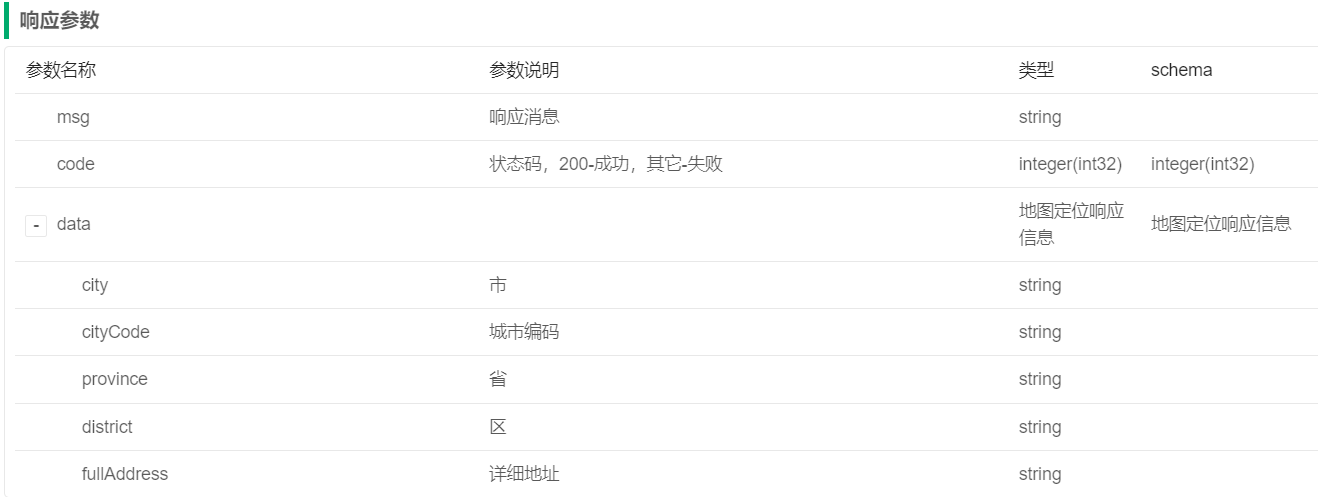 响应参数
参数名称 参数说明 类型 schema
msg 响应消息 string
code 状态码，200-成功，其它-失败 integer(int32) integer(int32)
- data 地图定位响应信息 地图定位响应信息
city 市 string
cityCode 城市编码 string
province 省 string
district 区 string
fullAddress 详细地址 string